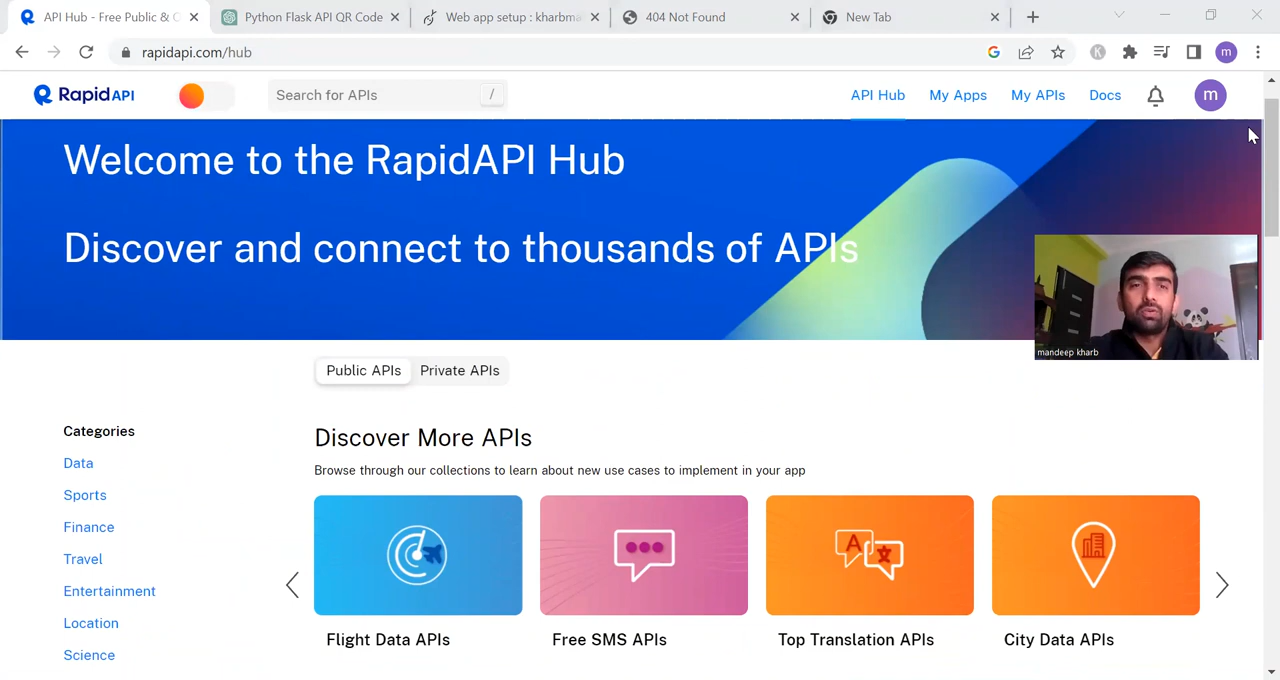 API Hub - Free Public & O
Python Flask API QR Code
Web app setup : kharbma
404 Not Found
New Tab
rapidapi.com/hub
m
Rapid API
Search for APIs
/
API Hub
My Apps
My APIs
Docs
m
Welcome to the RapidAPI Hub
Discover and connect to thousands of APIs
mandeep kharb
Public APIs
Private APIs
Categories
Data
Sports
Finance
Travel
Entertainment
Location
Science
Discover More APIs
Browse through our collections to learn about new use cases to implement in your app
A 文
Flight Data APIs
Free SMS APIs
Top Translation APIs
City Data APIs